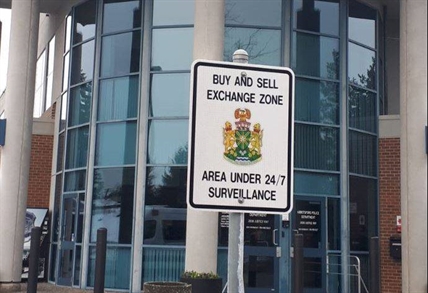 BUY AND SELL
EXCHANGE ZONE
AREA UNDER 24/7
SURVEILLANCE